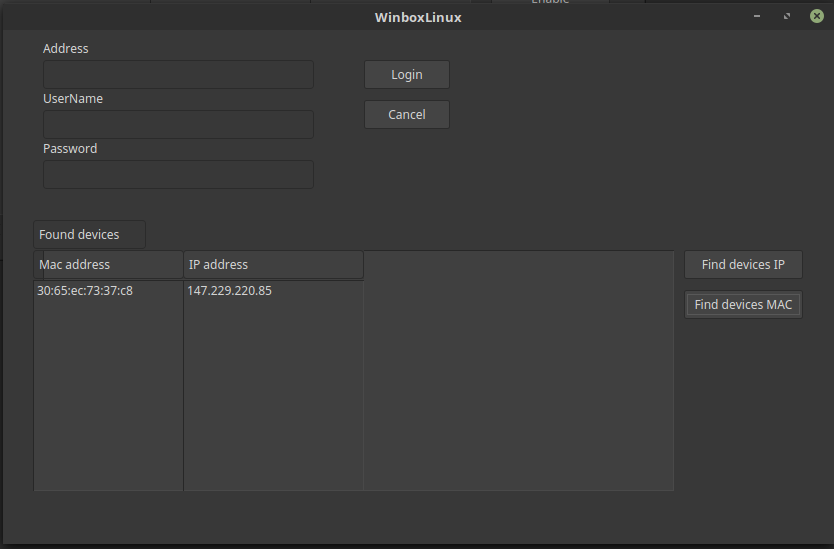 Enable
WinboxLinux
Address
Login
UserName
Cancel
Password
Found devices
Mac address IP address
Find devices IP
30:65:ec:73:37:c8 147.229.220.85
Find devices MAC